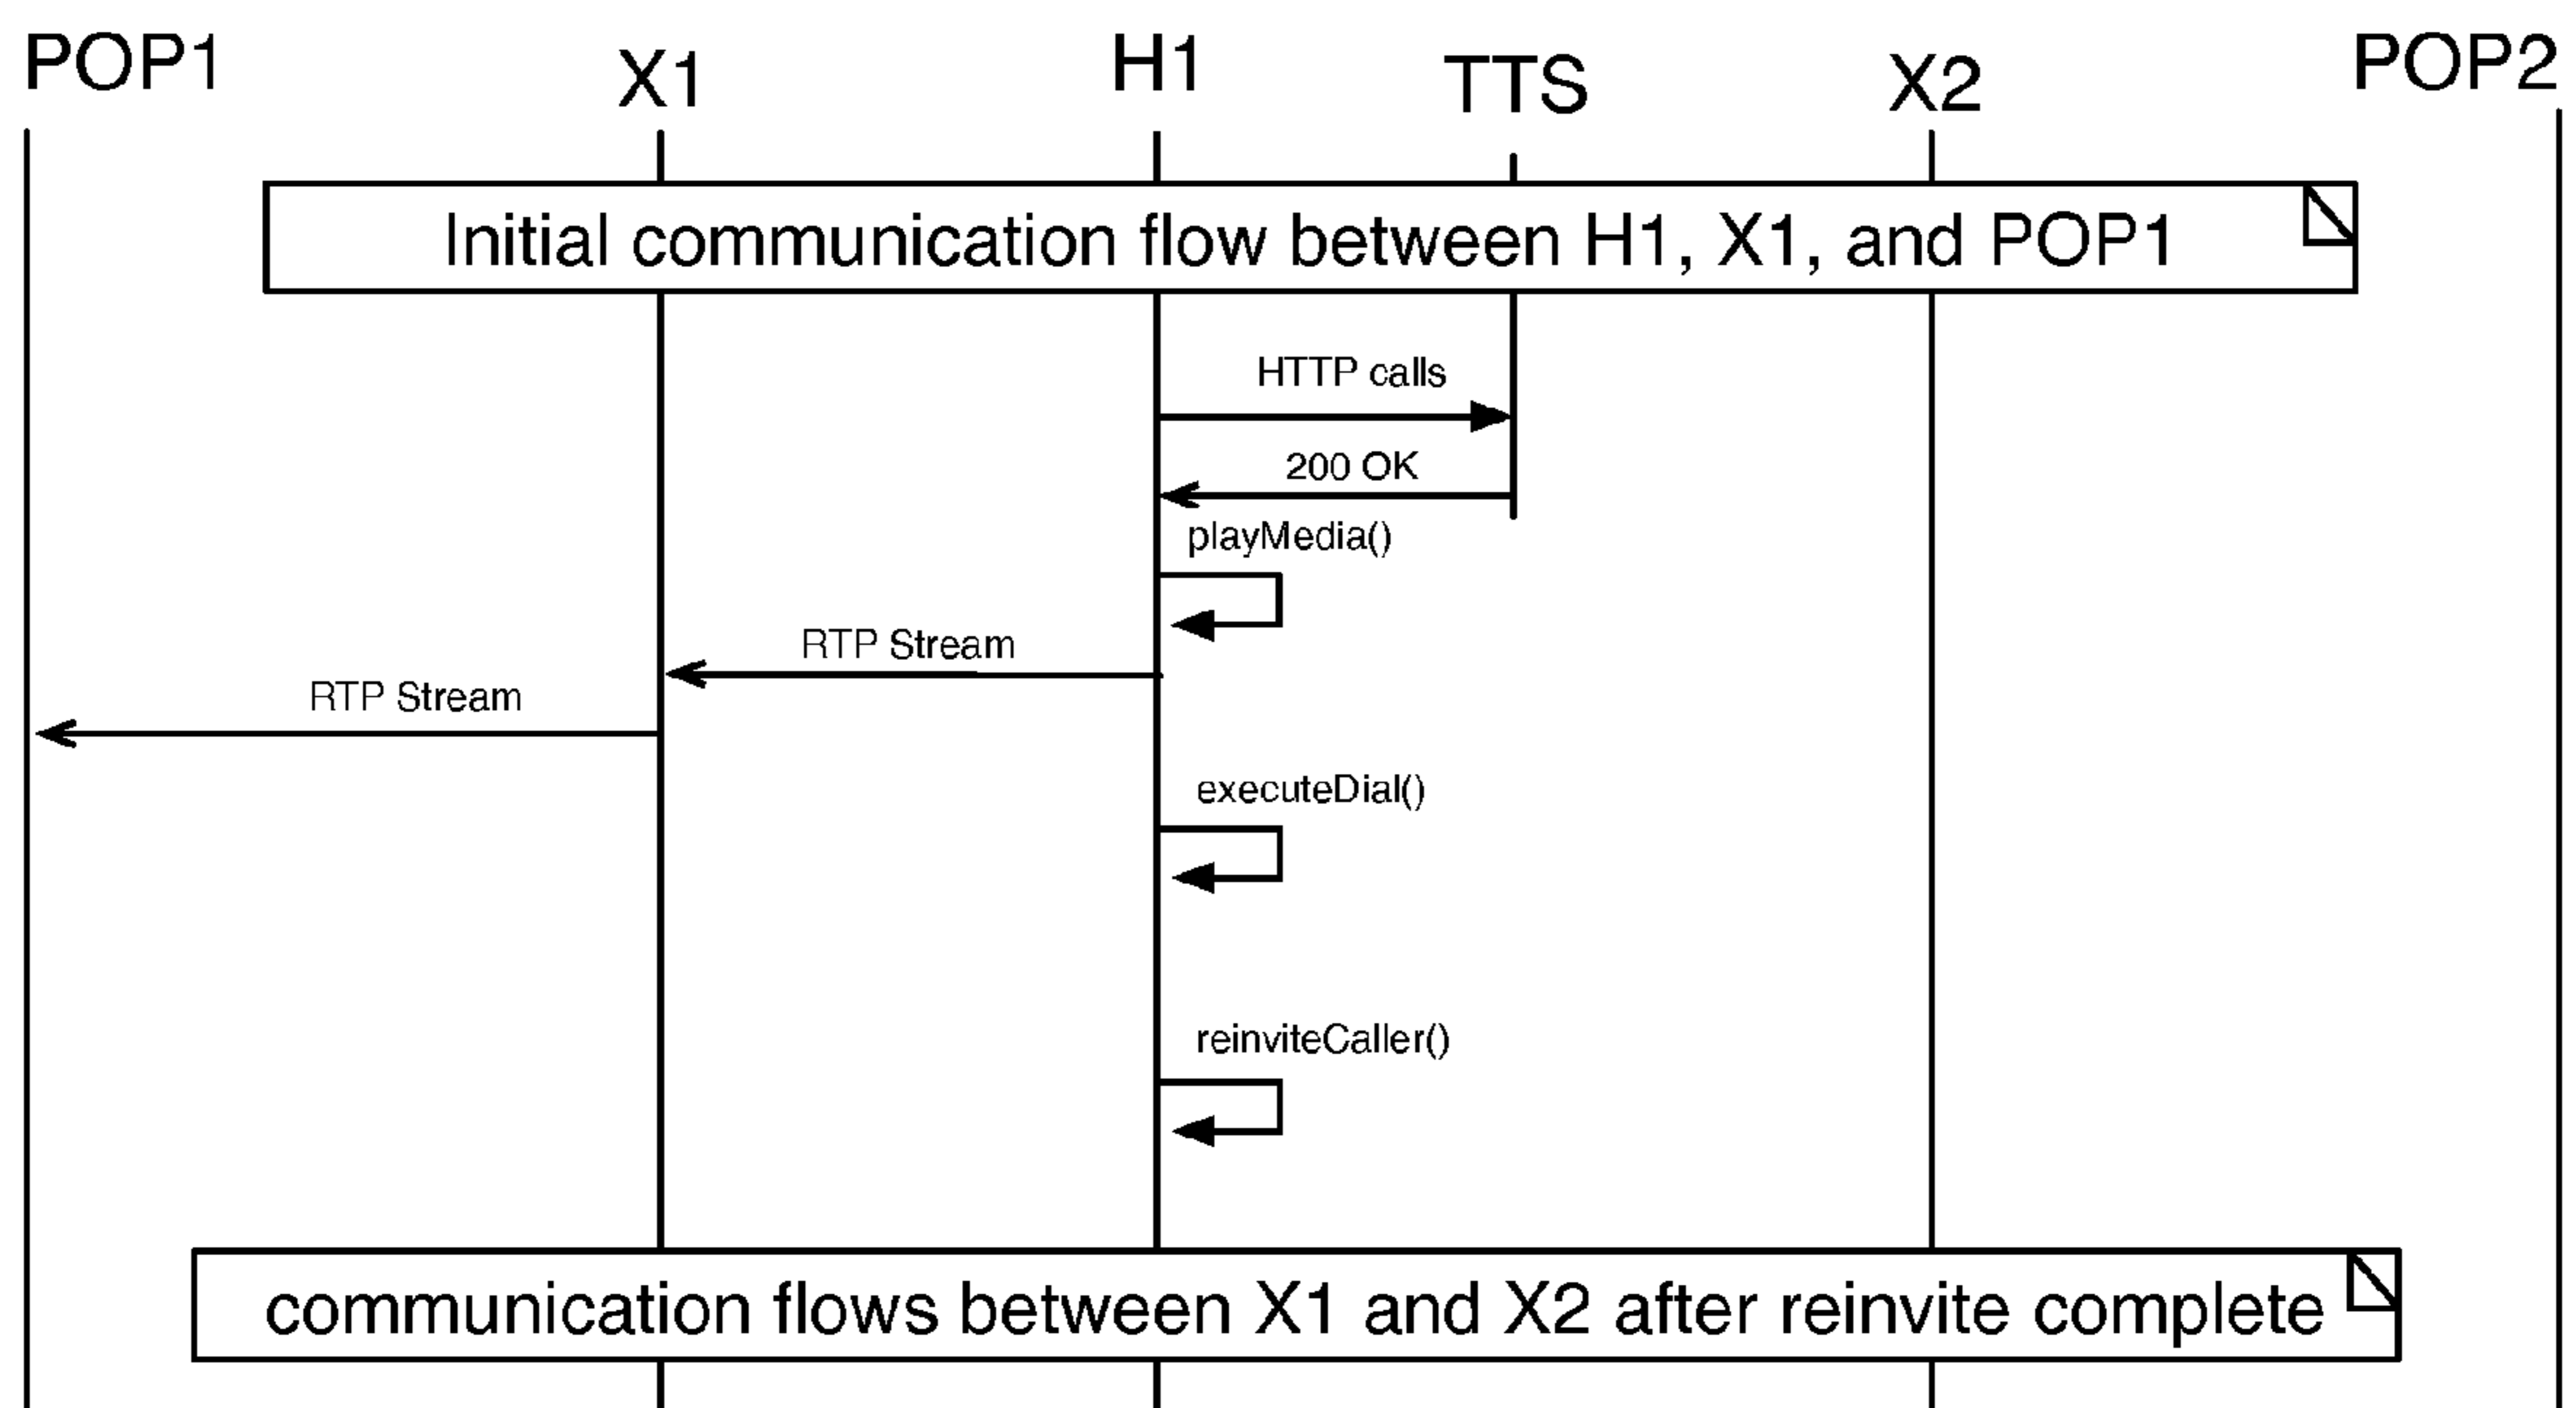 POP1
X1
H1
TTS
X2
POP2
Initial communication flow between H1, X1, and POP1
HTTP calls
200 OK
playMedia()
RTP Stream
RTP Stream
executeDial()
reinviteCaller()
communication flows between X1 and X2 after reinvite complete